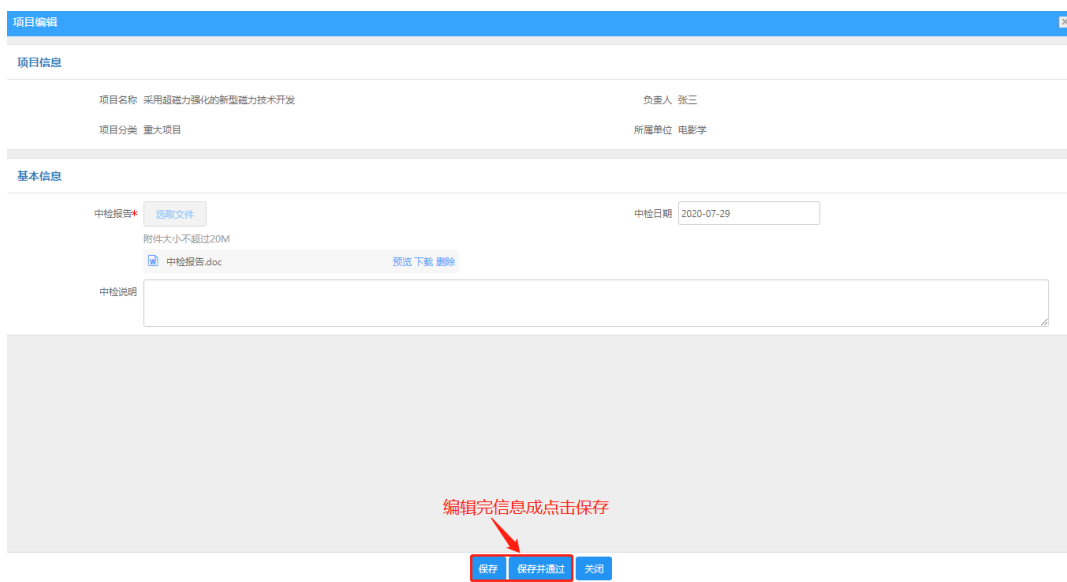 项目编辑
项目信息
项目名称 采用超磁力强化的新型磁力技术开发 负责人 张三
项目分类 重大项目 所属单位 电影学
基本信息
中检报告* 选取文件 中检日期 2020-07-29
附件大小不超过20M
中检报告.doc 预览 下载 删除
中检说明
编辑完信息成点击保存
保存 保存并通过 关闭